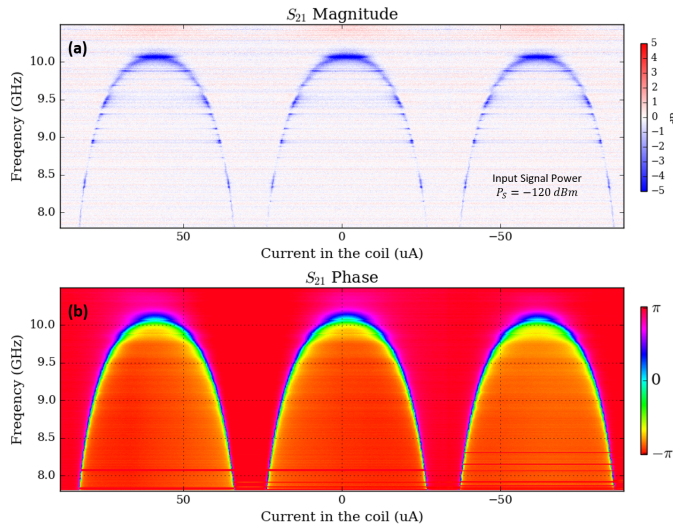 S21 Magnitude
(a)
10.0
9.5
9.0
8.5
8.0
Freqency (GHz)
Input Signal Power
PS = −120 dBm
50
0
−50
Current in the coil (uA)
5
4
3
2
1
0
−1
−2
−3
−4
−5
S21 Phase
(b)
10.0
9.5
9.0
8.5
8.0
Freqency (GHz)
50
0
−50
Current in the coil (uA)
π
0
−π